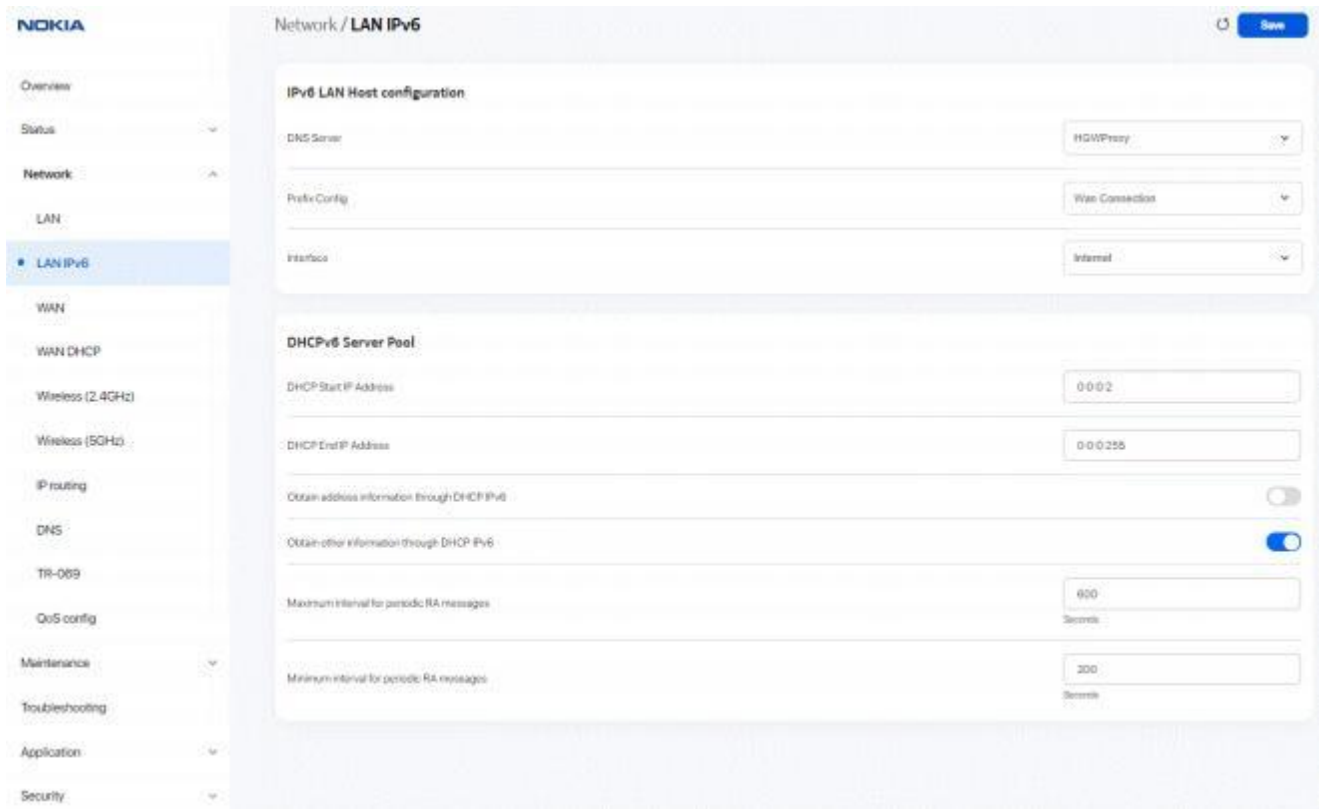 NOKIA
Network / LAN IPv6
Save
Overview
Status
Network
LAN
LAN IPv6
WAN
WAN DHCP
Wireless (2.4GHz)
Wireless (5GHz)
IP routing
DNS
TR-069
QoS config
Maintenance
Troubleshooting
Application
Security
IPv6 LAN Host configuration
DNS Server
HGWProxy
Prefix Config
Wan Connection
Interface
Internet
DHCPv6 Server Pool
DHCP Start IP Address
0:0:0:2
DHCP End IP Address
0:0:0:255
Obtain address information through DHCP IPv6
Obtain other information through DHCP IPv6
Maximum interval for periodic RA messages
600
Seconds
Minimum interval for periodic RA messages
200
Seconds